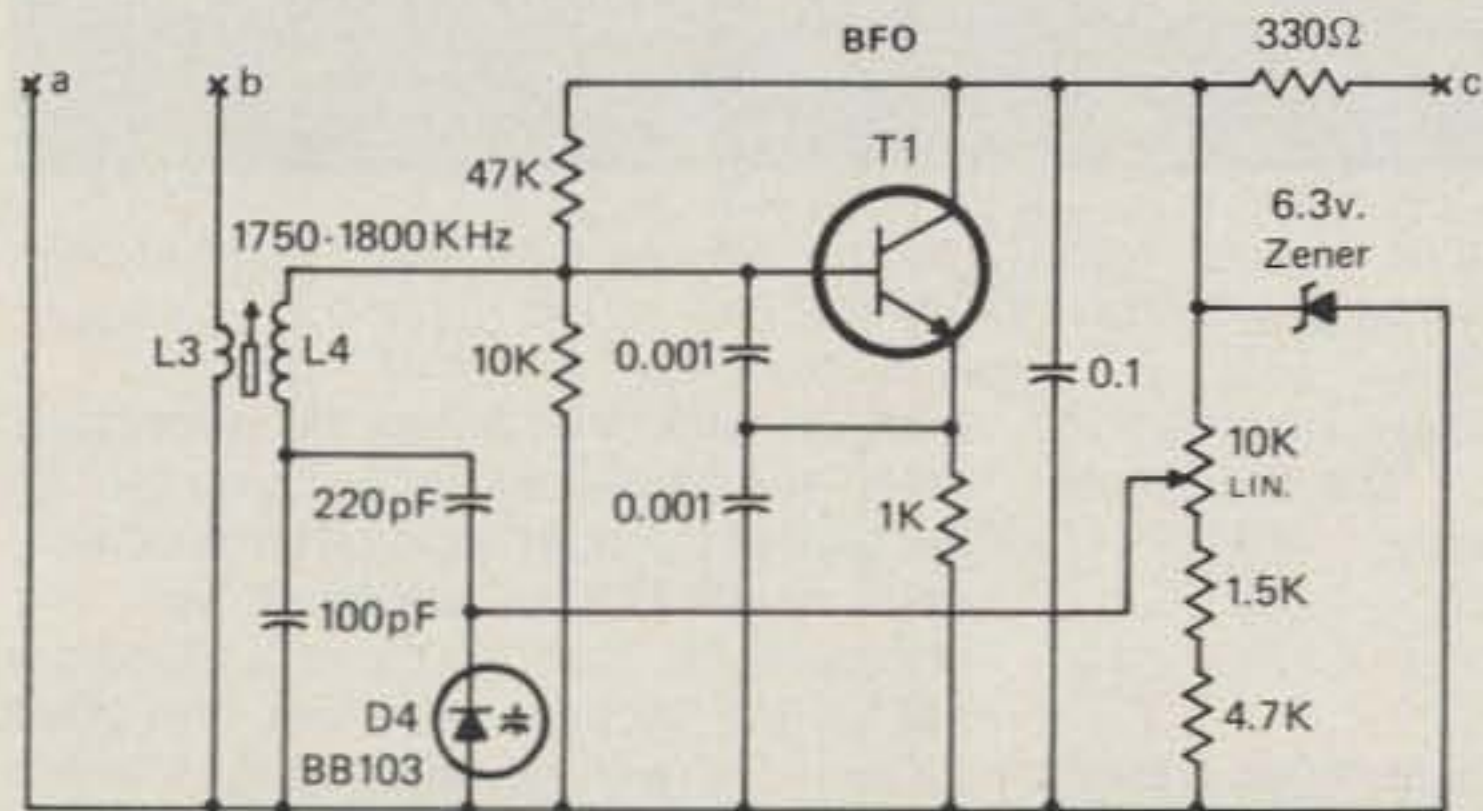 BFO
330Ω
a
b
c
47K
T1
6.3v.
Zener
1750-1800KHz
L3
L4
10K
0.001
0.1
10K
LIN.
220pF
0.001
1K
100pF
1.5K
D4
BB103
4.7K